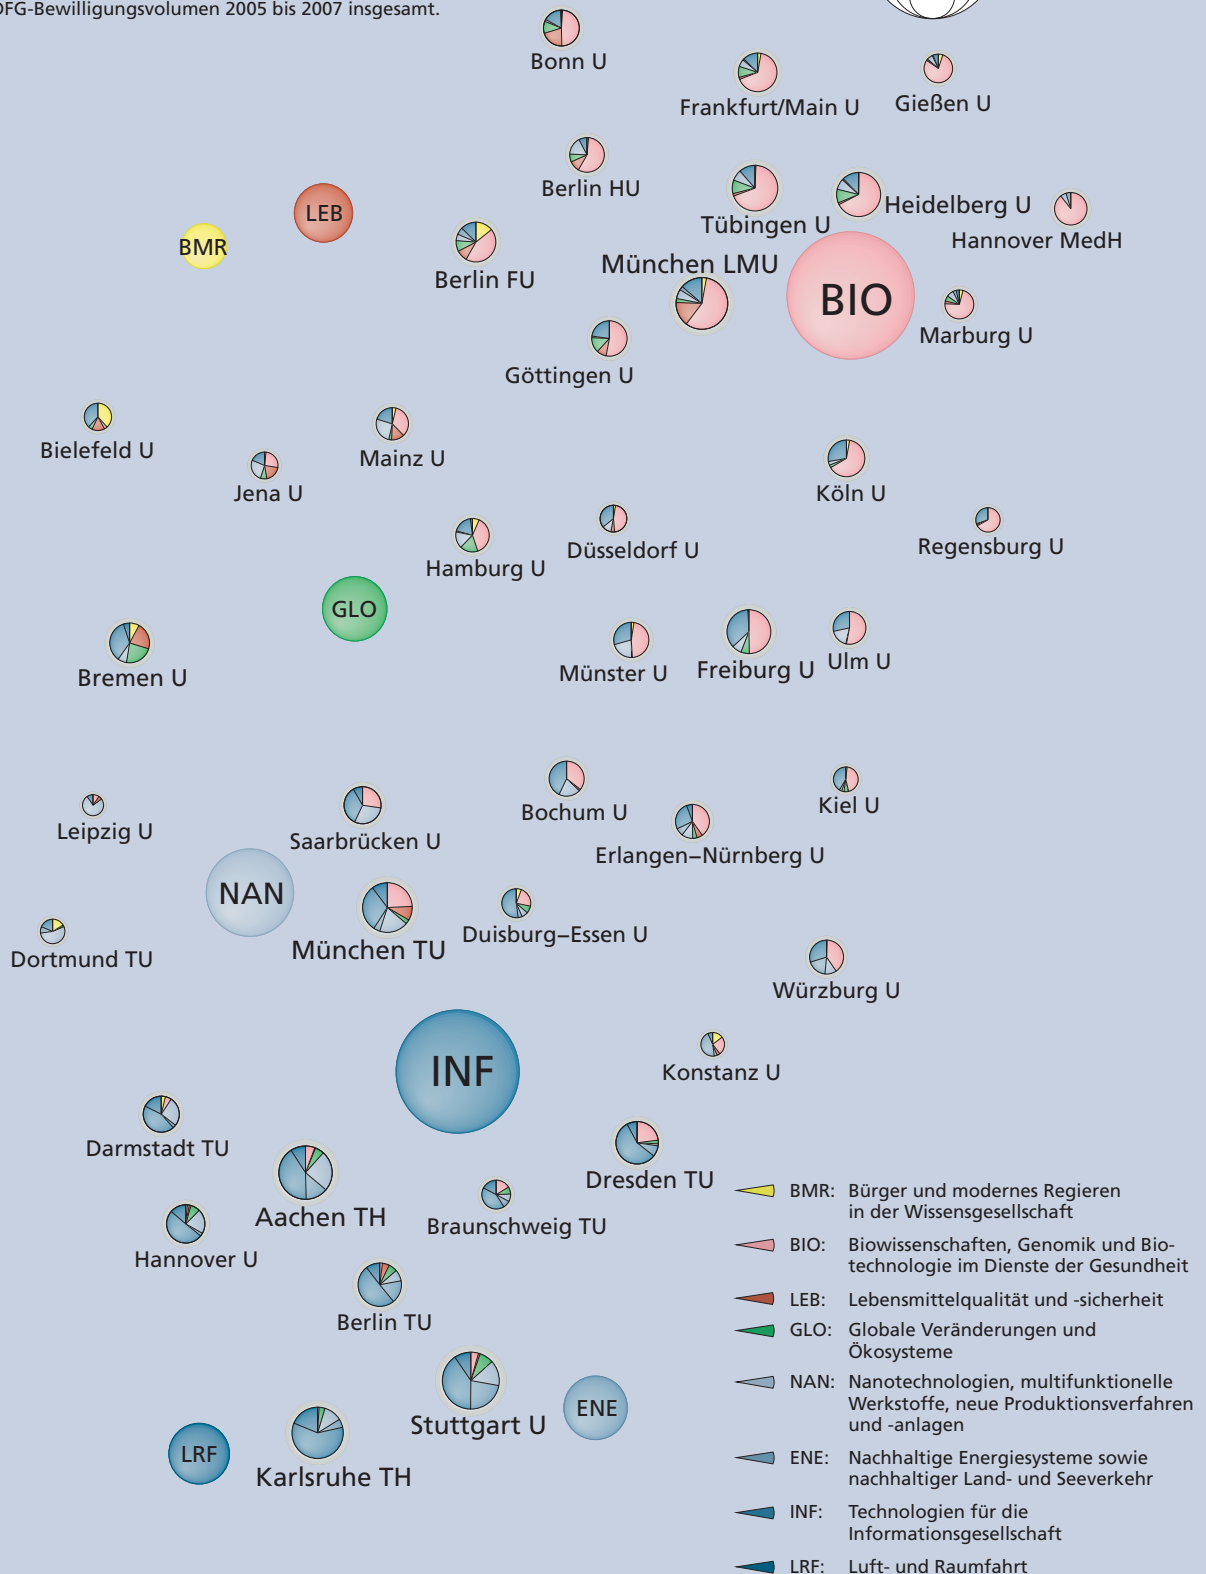 DFG-Bewilligungsvolumen 2005 bis 2007 insgesamt.
Bonn U
Frankfurt/Main U
Gießen U
Berlin HU
LEB
BMR
Tübingen U
Heidelberg U
Hannover MedH
Berlin FU
München LMU
BIO
Marburg U
Göttingen U
Bielefeld U
Mainz U
Jena U
Köln U
Hamburg U
Düsseldorf U
Regensburg U
GLO
Bremen U
Münster U
Freiburg U
Ulm U
Leipzig U
Saarbrücken U
Bochum U
Kiel U
Erlangen–Nürnberg U
NAN
München TU
Duisburg–Essen U
Dortmund TU
Würzburg U
INF
Konstanz U
Darmstadt TU
Dresden TU
Aachen TH
Braunschweig TU
Hannover U
Berlin TU
Stuttgart U
ENE
LRF
Karlsruhe TH
BMR: Bürger und modernes Regieren
in der Wissensgesellschaft
BIO: Biowissenschaften, Genomik und Bio-
technologie im Dienste der Gesundheit
LEB: Lebensmittelqualität und -sicherheit
GLO: Globale Veränderungen und
Ökosysteme
NAN: Nanotechnologien, multifunktionelle
Werkstoffe, neue Produktionsverfahren
und -anlagen
ENE: Nachhaltige Energiesysteme sowie
nachhaltiger Land- und Seeverkehr
INF: Technologien für die
Informationsgesellschaft
LRF: Luft- und Raumfahrt